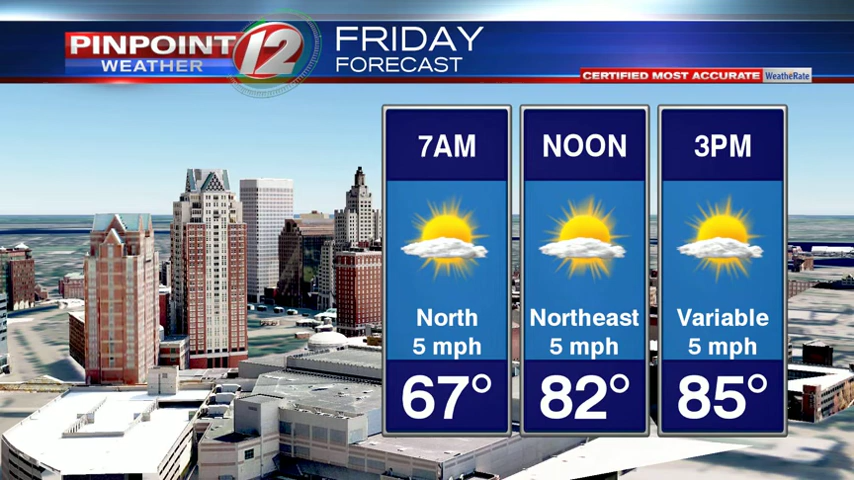 PINPOINT
WEATHER
12
FRIDAY
FORECAST
CERTIFIED MOST ACCURATE WeatheRate
7AM
North
5 mph
67°
NOON
Northeast
5 mph
82°
3PM
Variable
5 mph
85°